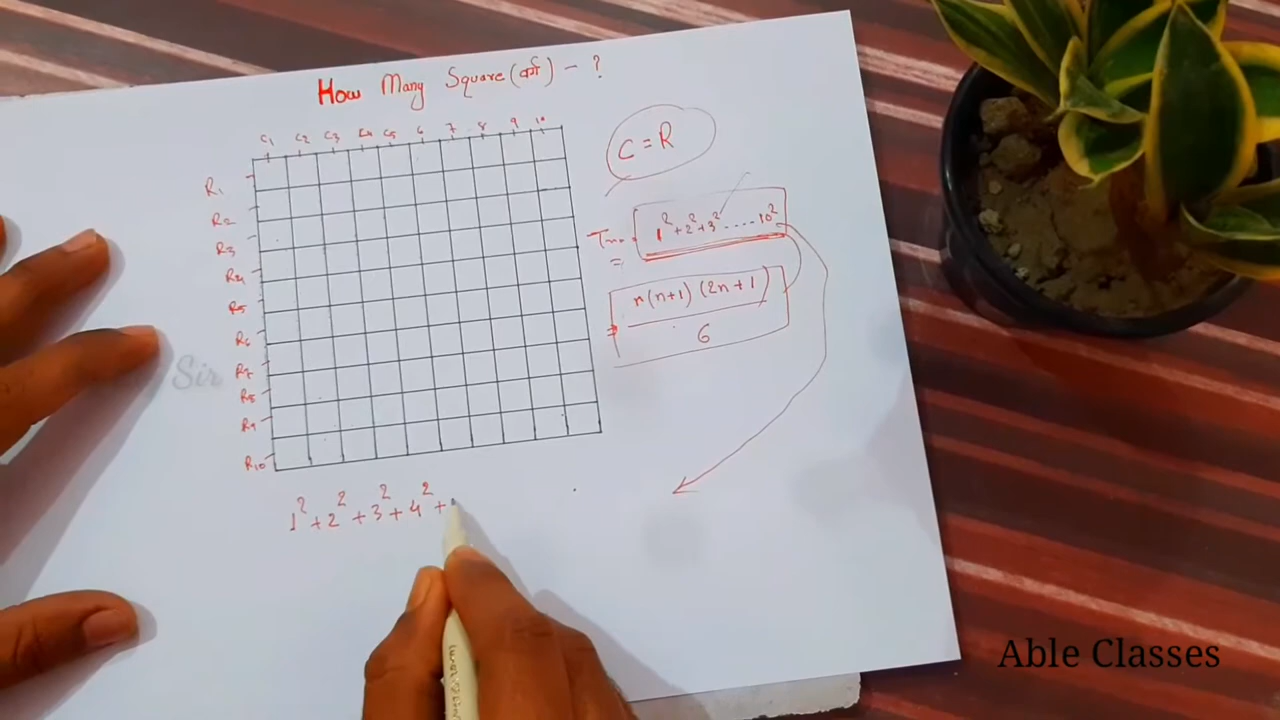 How Many Square (वर्ग) - ?
C1 C2 C3 C4 C5 6 7 8 9 10
R1
R2
R3
R4
R5
R6
R7
R8
R9
R10
C = R
1² + 2² + 3² ..... 10²
=
⇒ n(n+1) (2n+1)
6
Sir
1² + 2² + 3² + 4² +
Able Classes